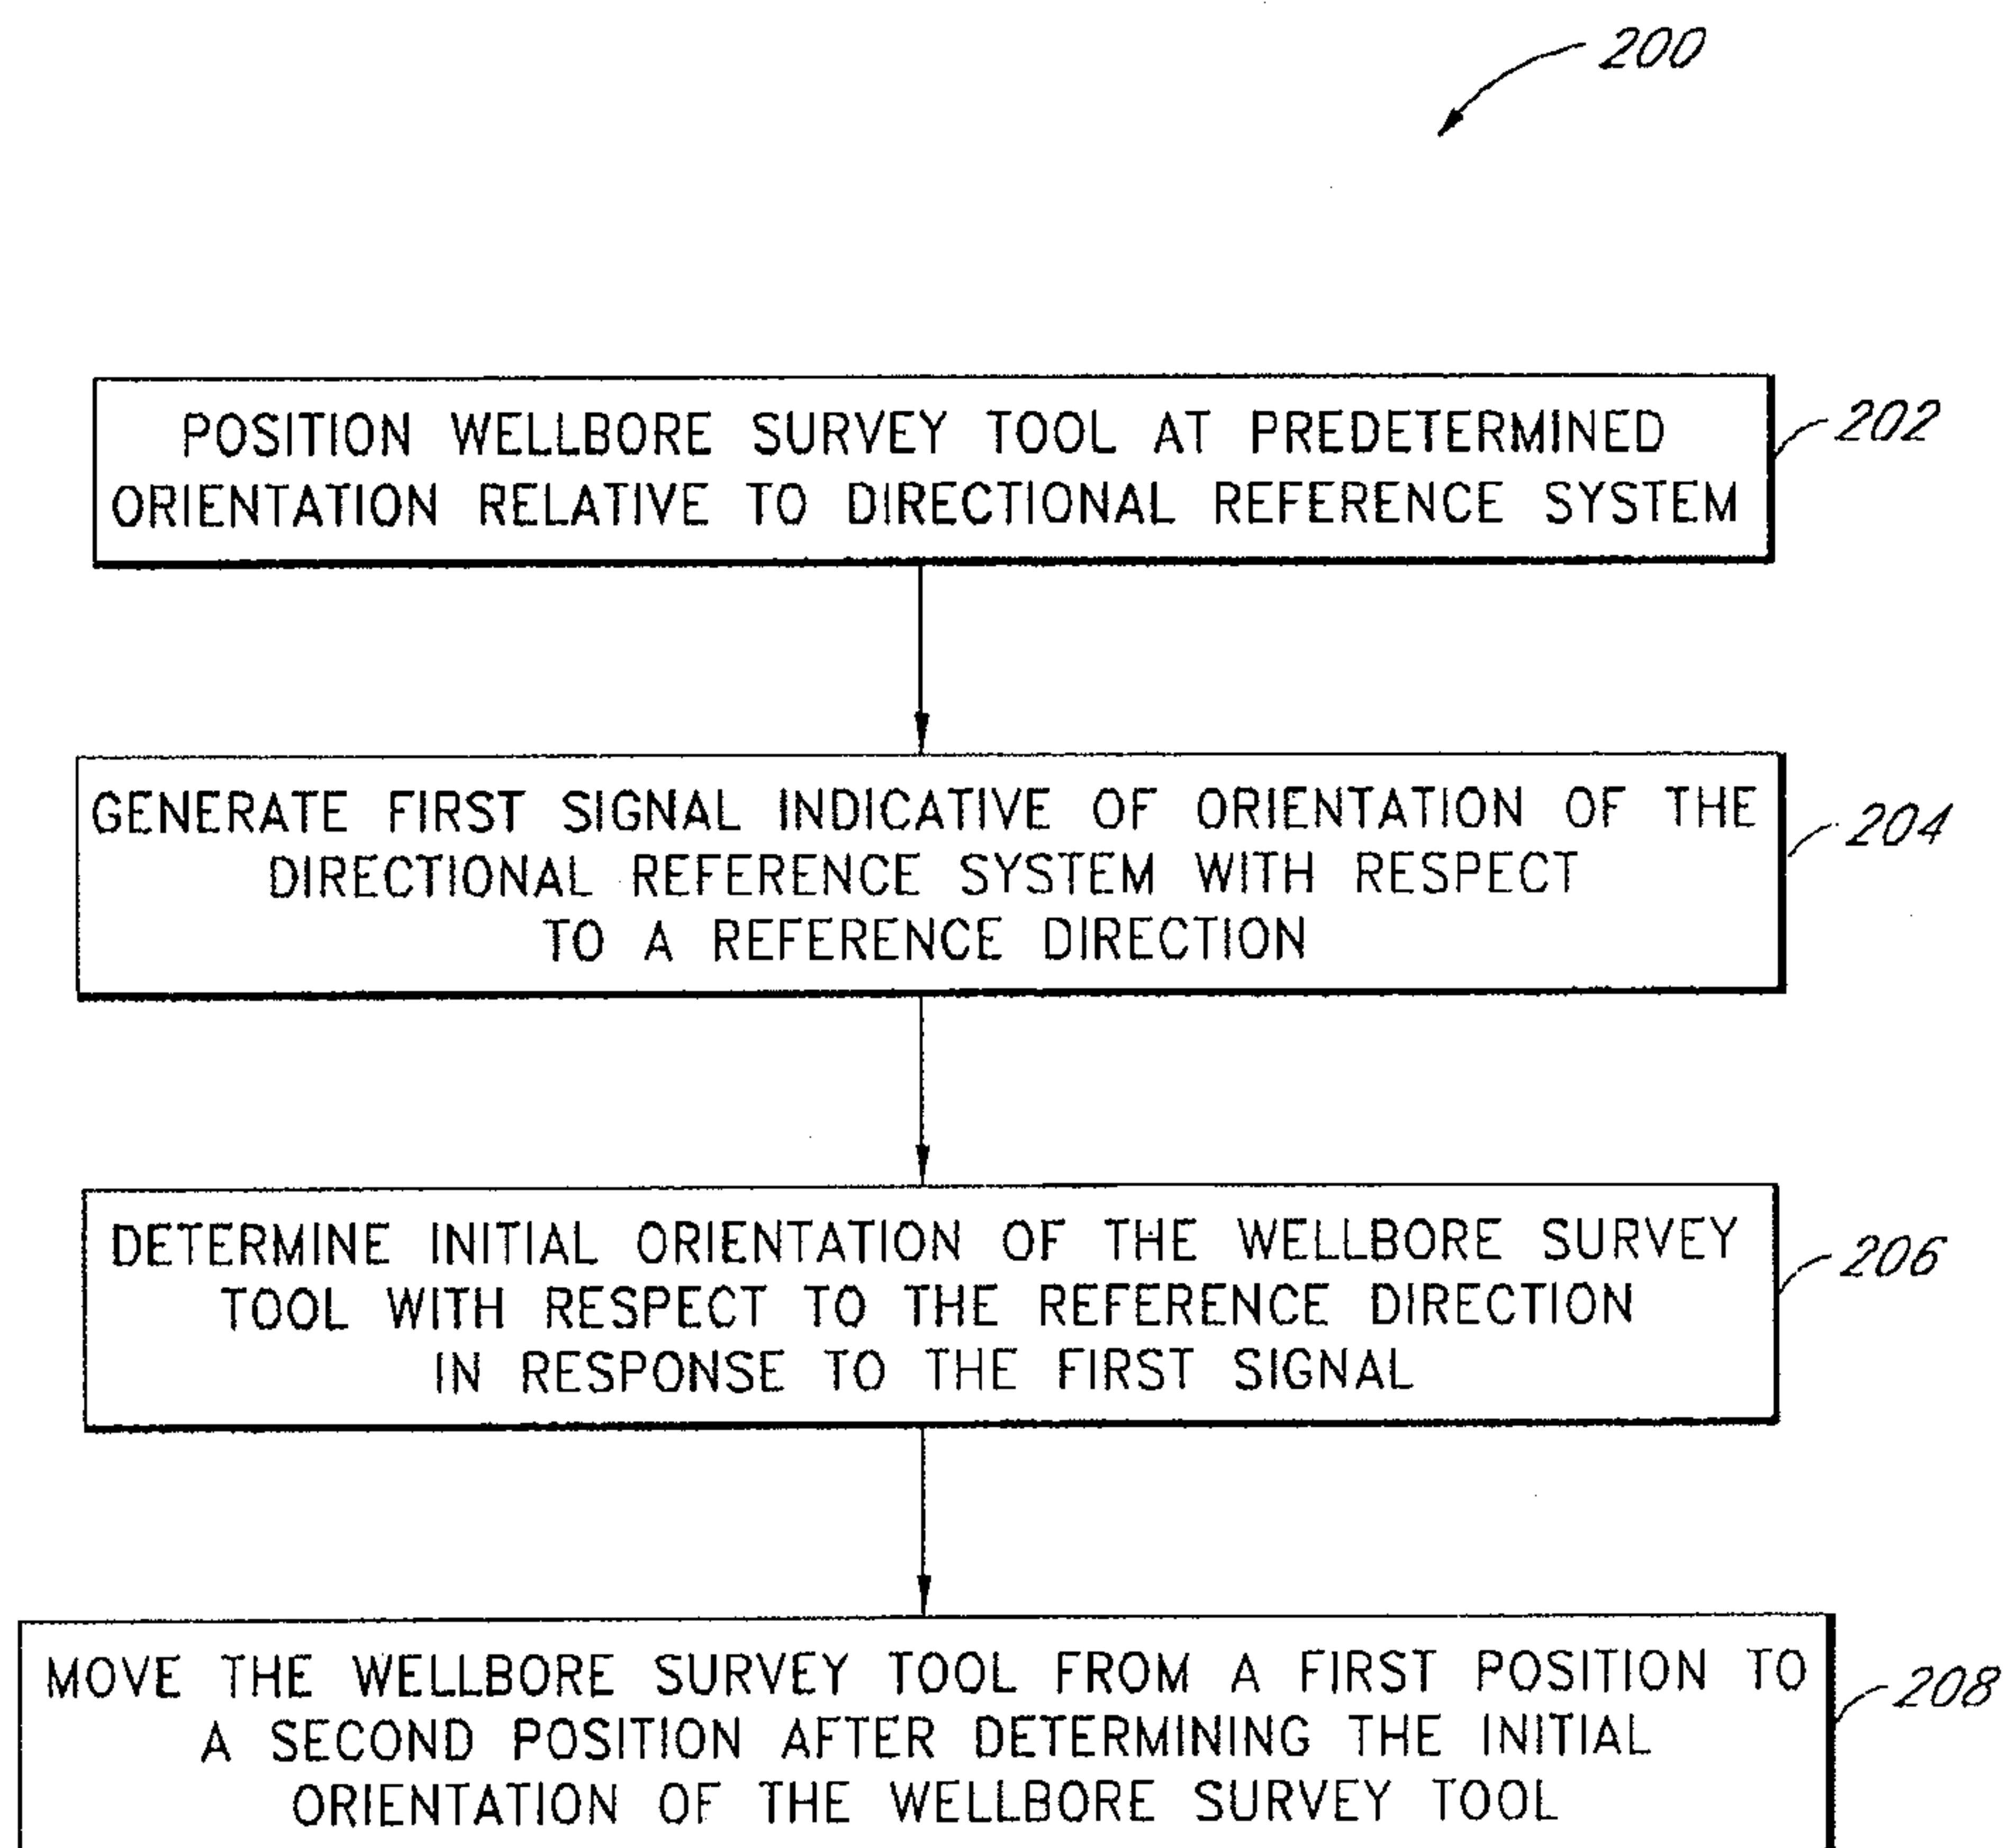 200
POSITION WELLBORE SURVEY TOOL AT PREDETERMINED
ORIENTATION RELATIVE TO DIRECTIONAL REFERENCE SYSTEM
202
GENERATE FIRST SIGNAL INDICATIVE OF ORIENTATION OF THE
DIRECTIONAL REFERENCE SYSTEM WITH RESPECT
TO A REFERENCE DIRECTION
204
DETERMINE INITIAL ORIENTATION OF THE WELLBORE SURVEY
TOOL WITH RESPECT TO THE REFERENCE DIRECTION
IN RESPONSE TO THE FIRST SIGNAL
206
MOVE THE WELLBORE SURVEY TOOL FROM A FIRST POSITION TO
A SECOND POSITION AFTER DETERMINING THE INITIAL
ORIENTATION OF THE WELLBORE SURVEY TOOL
208